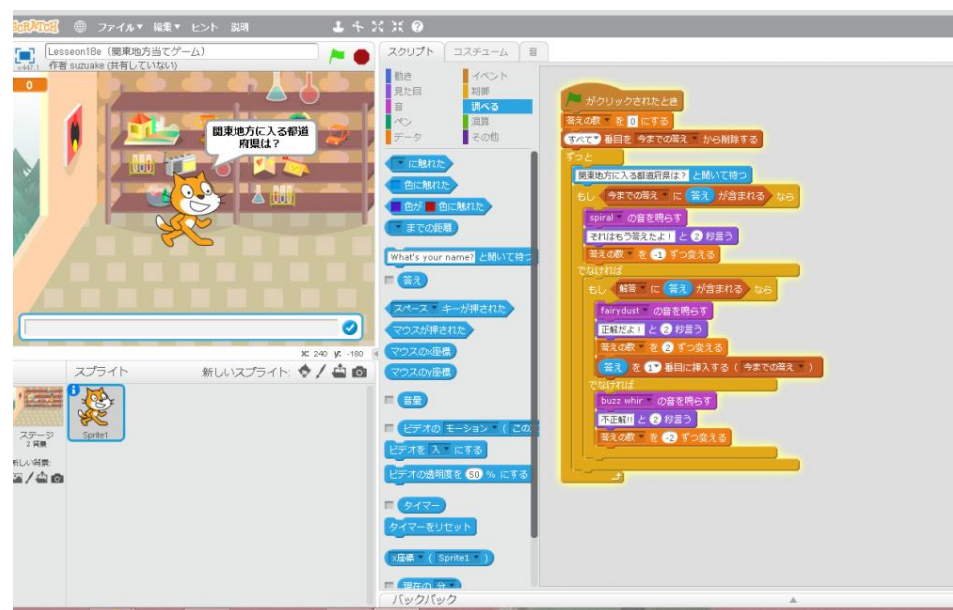 SCRATCH ファイル▼ 編集▼ ヒント 説明
Lesseon18e（関東地方当てゲーム）
v447.1 作者 suzuake (共有していない)
0
関東地方に入る都道
府県は？
X: 240 y: -180
スプライト 新しいスプライト:
ステージ
2 背景
新しい背景:
Sprite1
スクリプト コスチューム 音
動き イベント
見た目 制御
音 調べる
ペン 演算
データ その他
に触れた
色に触れた
色が 色に触れた
までの距離
What's your name? と聞いて待つ
答え
スペース キーが押された
マウスが押された
マウスのx座標
マウスのy座標
音量
ビデオの モーション ( この
ビデオを 入 にする
ビデオの透明度を 50 % にする
タイマー
タイマーをリセット
x座標 ( Sprite1 )
現在の 分
バックパック
がクリックされたとき
答えの数 を 0 にする
すべて 番目を 今までの答え から削除する
ずっと
関東地方に入る都道府県は？ と聞いて待つ
もし 今までの答え に 答え が含まれる なら
spiral の音を鳴らす
それはもう答えたよ！ と 2 秒言う
答えの数 を -1 ずつ変える
でなければ
もし 解答 に 答え が含まれる なら
fairydust の音を鳴らす
正解だよ！ と 2 秒言う
答えの数 を 2 ずつ変える
答え を 1 番目に挿入する ( 今までの答え )
でなければ
buzz whir の音を鳴らす
不正解!! と 2 秒言う
答えの数 を -2 ずつ変える